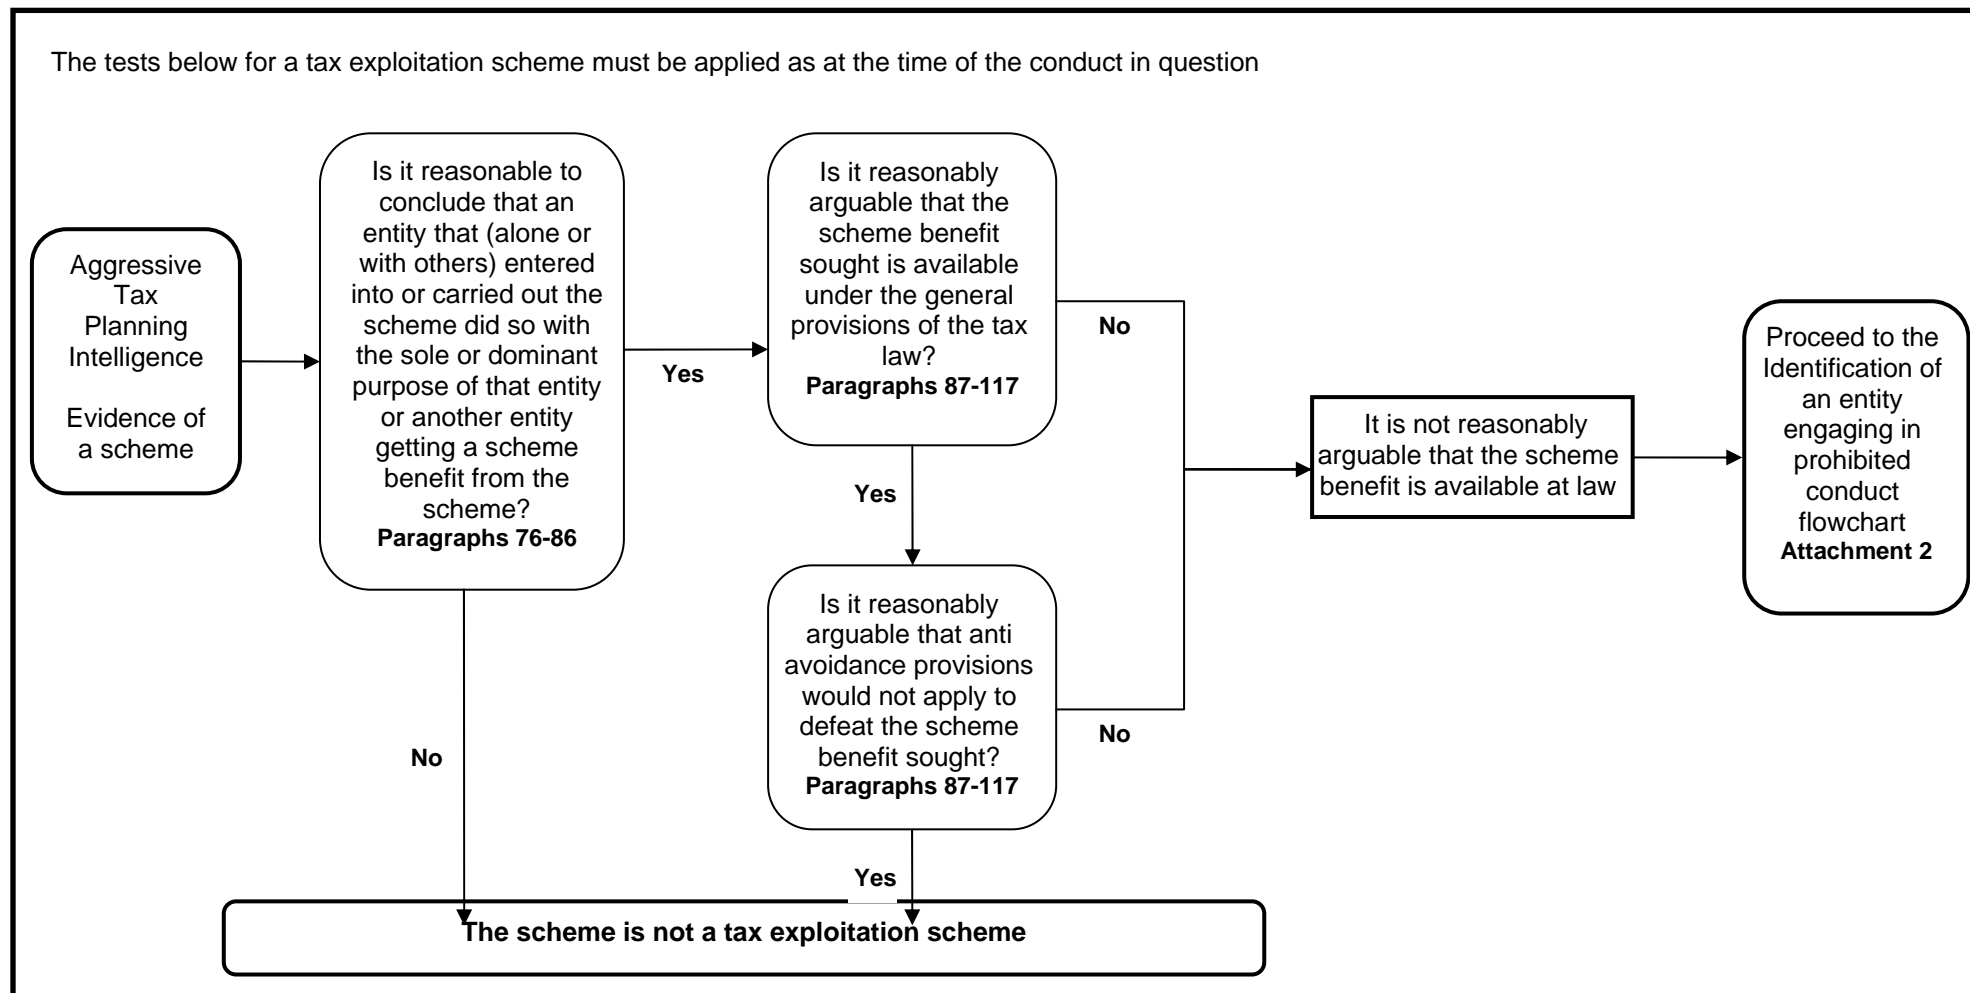 The tests below for a tax exploitation scheme must be applied as at the time of the conduct in question
Aggressive
Tax
Planning
Intelligence
Evidence of
a scheme
Is it reasonable to
conclude that an
entity that (alone or
with others) entered
into or carried out the
scheme did so with
the sole or dominant
purpose of that entity
or another entity
getting a scheme
benefit from the
scheme?
Paragraphs 76-86
Yes
No
Is it reasonably
arguable that the
scheme benefit
sought is available
under the general
provisions of the tax
law?
Paragraphs 87-117
No
Yes
Is it reasonably
arguable that anti
avoidance provisions
would not apply to
defeat the scheme
benefit sought?
Paragraphs 87-117
No
Yes
It is not reasonably
arguable that the scheme
benefit is available at law
Proceed to the
Identification of
an entity
engaging in
prohibited
conduct
flowchart
Attachment 2
The scheme is not a tax exploitation scheme